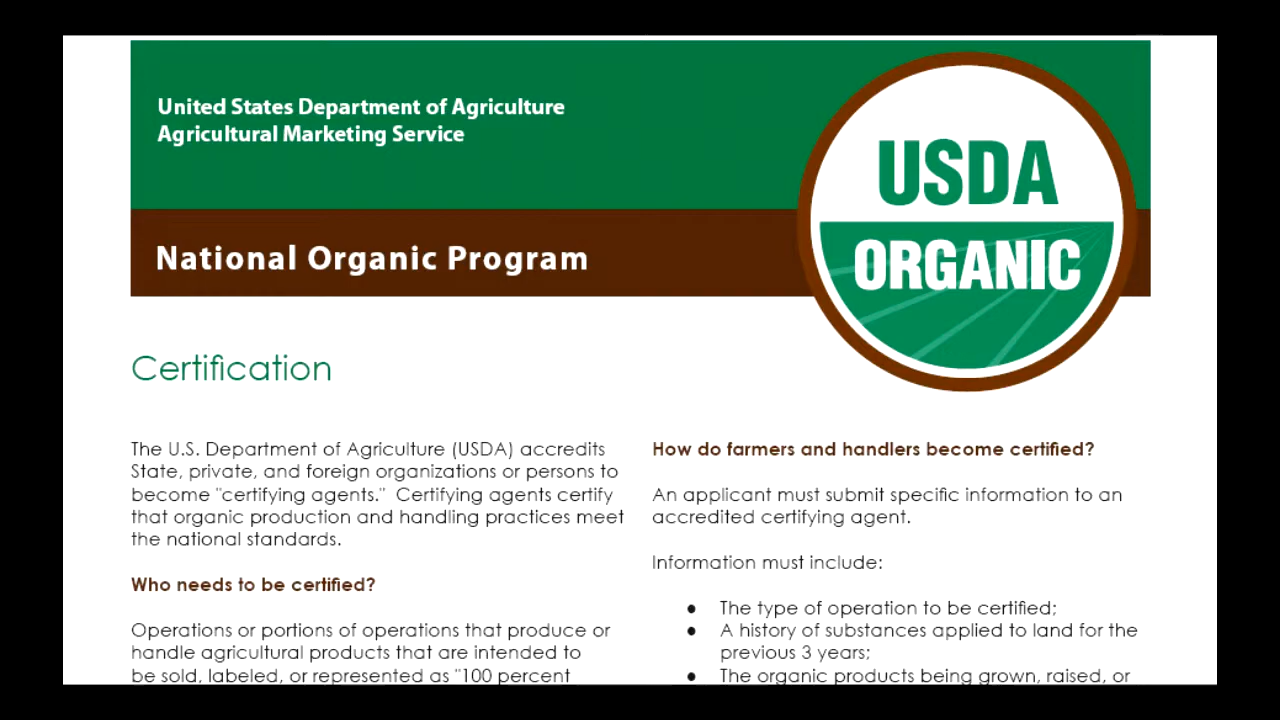 United States Department of Agriculture
Agricultural Marketing Service
National Organic Program
USDA
ORGANIC
Certification
The U.S. Department of Agriculture (USDA) accredits
State, private, and foreign organizations or persons to
become "certifying agents."  Certifying agents certify
that organic production and handling practices meet
the national standards.
Who needs to be certified?
Operations or portions of operations that produce or
handle agricultural products that are intended to
be sold, labeled, or represented as "100 percent
How do farmers and handlers become certified?
An applicant must submit specific information to an
accredited certifying agent.
Information must include:
● The type of operation to be certified;
● A history of substances applied to land for the
previous 3 years;
● The organic products being grown, raised, or